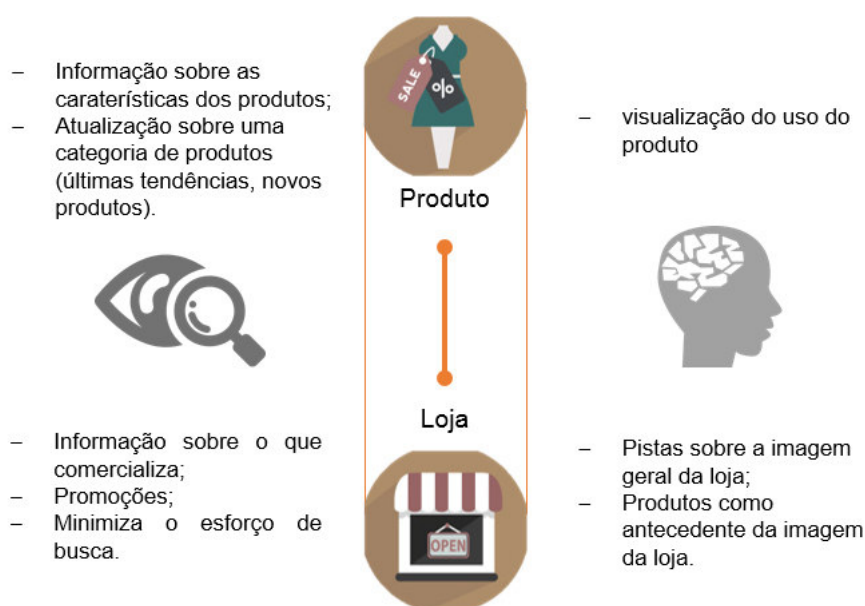 – Informação sobre as
caraterísticas dos produtos;
– Atualização sobre uma
categoria de produtos
(últimas tendências, novos
produtos).
SALE
%
Produto
– visualização do uso do
produto
Loja
– Informação sobre o que
comercializa;
– Promoções;
– Minimiza o esforço de
busca.
OPEN
– Pistas sobre a imagem
geral da loja;
– Produtos como
antecedente da imagem
da loja.